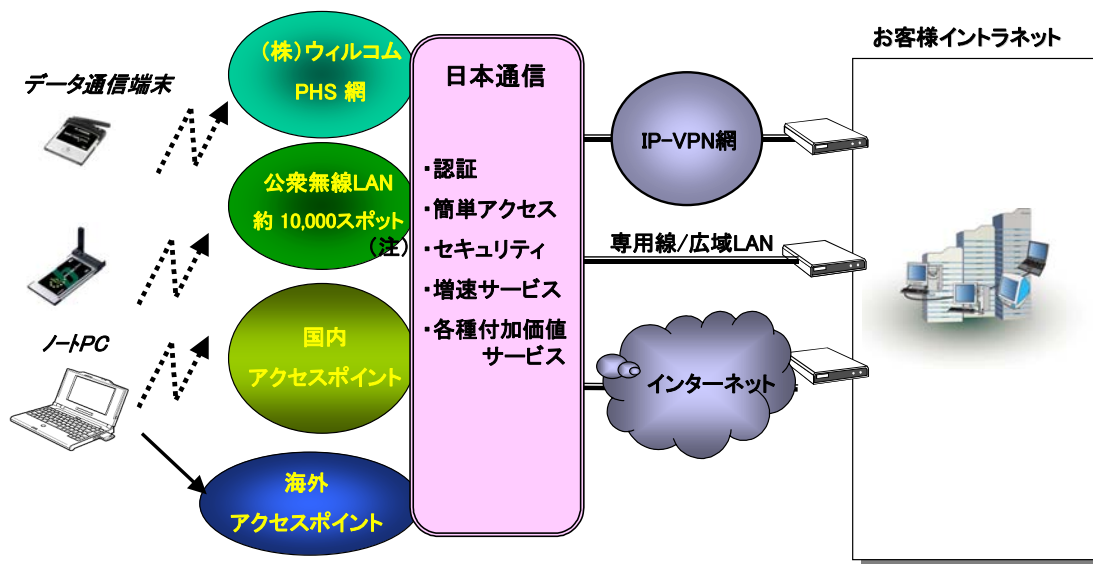 データ通信端末
ノートPC
(株)ウィルコム
PHS 網
公衆無線LAN
約 10,000スポット
(注)
国内
アクセスポイント
海外
アクセスポイント
日本通信
・認証
・簡単アクセス
・セキュリティ
・増速サービス
・各種付加価値
サービス
IP-VPN網
専用線/広域LAN
インターネット
お客様イントラネット